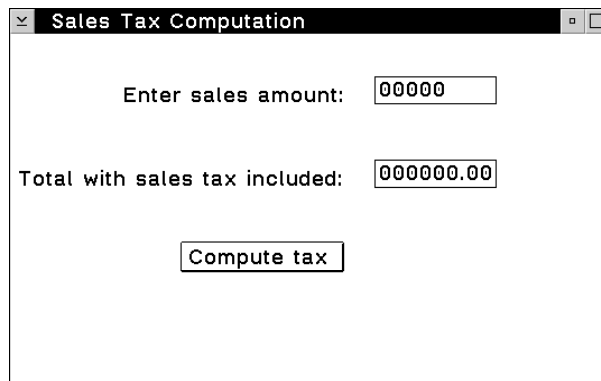 Sales Tax Computation
Enter sales amount: 00000
Total with sales tax included: 000000.00
Compute tax